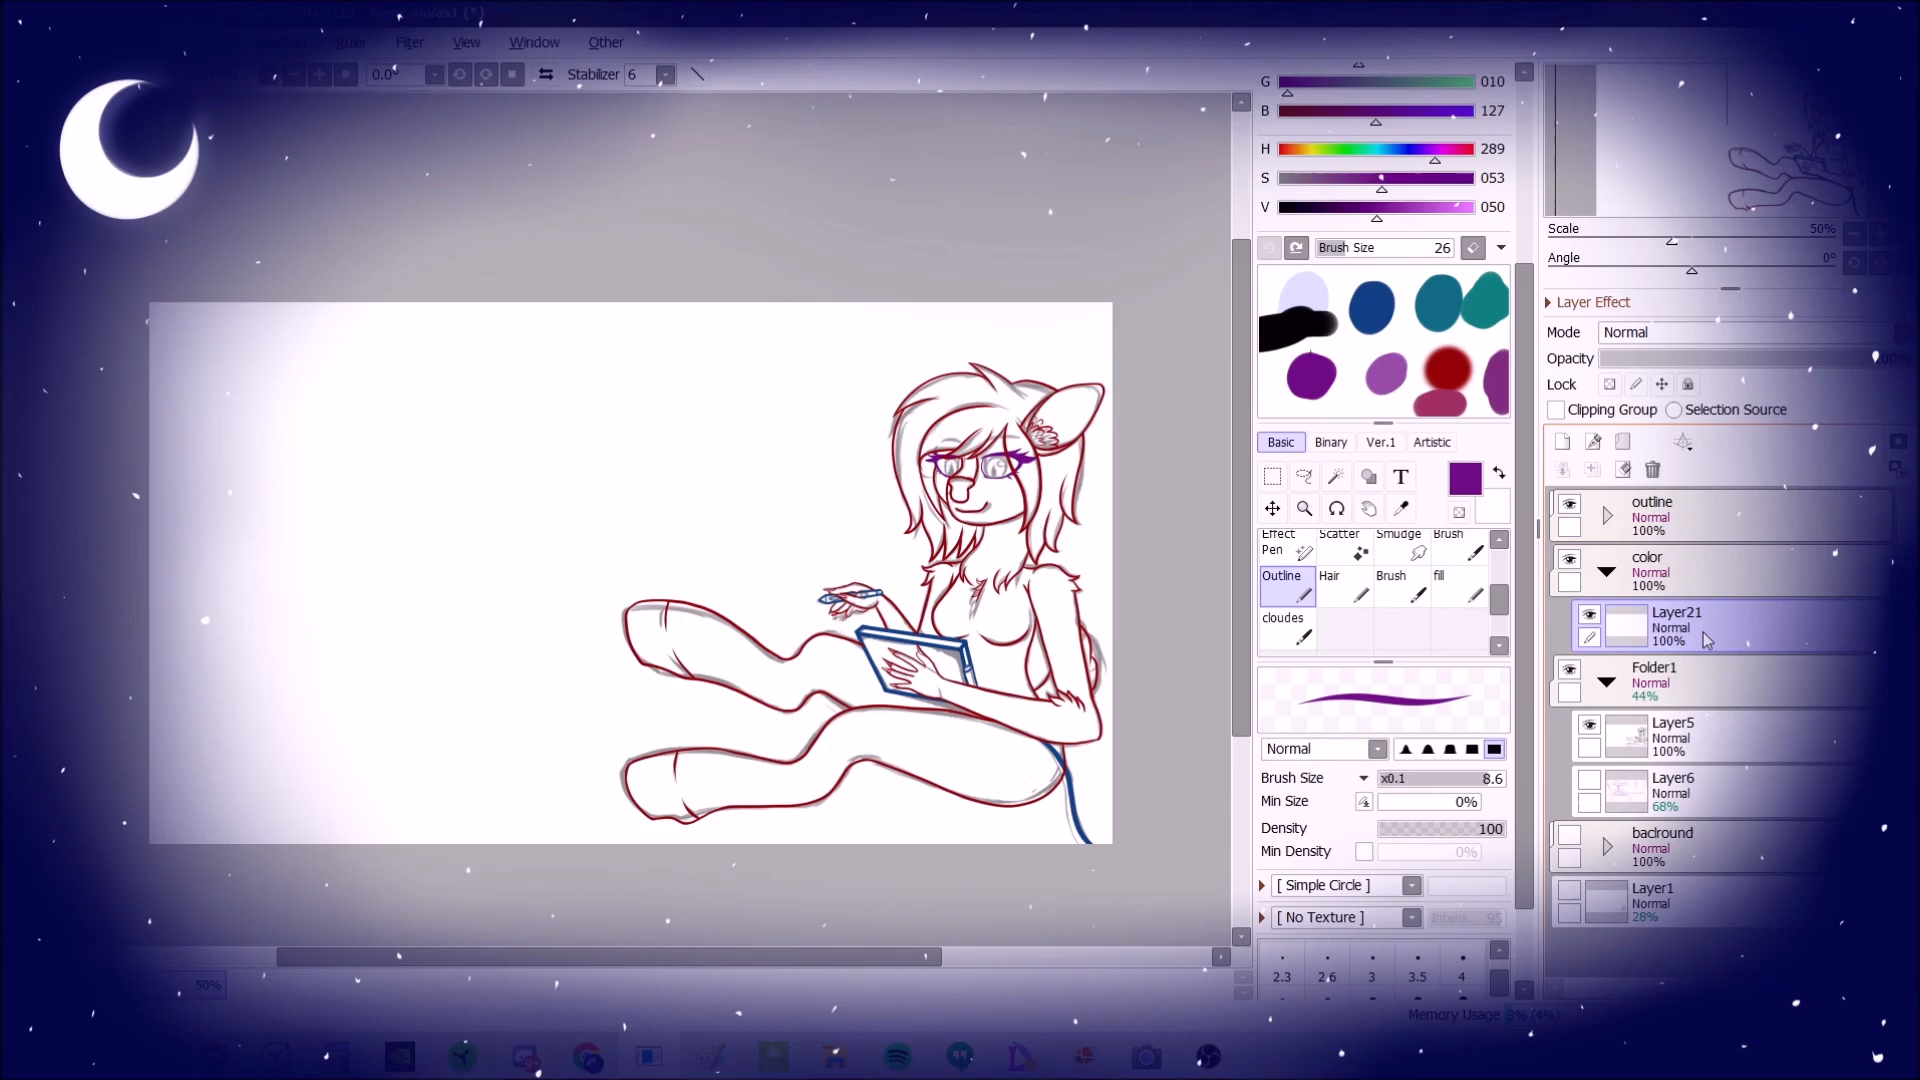 Canvas1 (*)
Ruler Filter View Window Other
0.0° Stabilizer 6
G 010
B 127
H 289
S 053
V 050
Brush Size 26
Basic Binary Ver.1 Artistic
T
Effect Pen Scatter Smudge Brush
Outline Hair Brush fill
cloudes
Normal
Brush Size x0.1 8.6
Min Size 0%
Density 100
Min Density 0%
[ Simple Circle ]
[ No Texture ] Intens. 95
2.3 2.6 3 3.5 4
Scale 50%
Angle 0°
Layer Effect
Mode Normal
Opacity 100%
Lock
Clipping Group Selection Source
outline
Normal
100%
color
Normal
100%
Layer21
Normal
100%
Folder1
Normal
44%
Layer5
Normal
100%
Layer6
Normal
68%
baclround
Normal
100%
Layer1
Normal
28%
50%
Memory Usage 3% (4%)